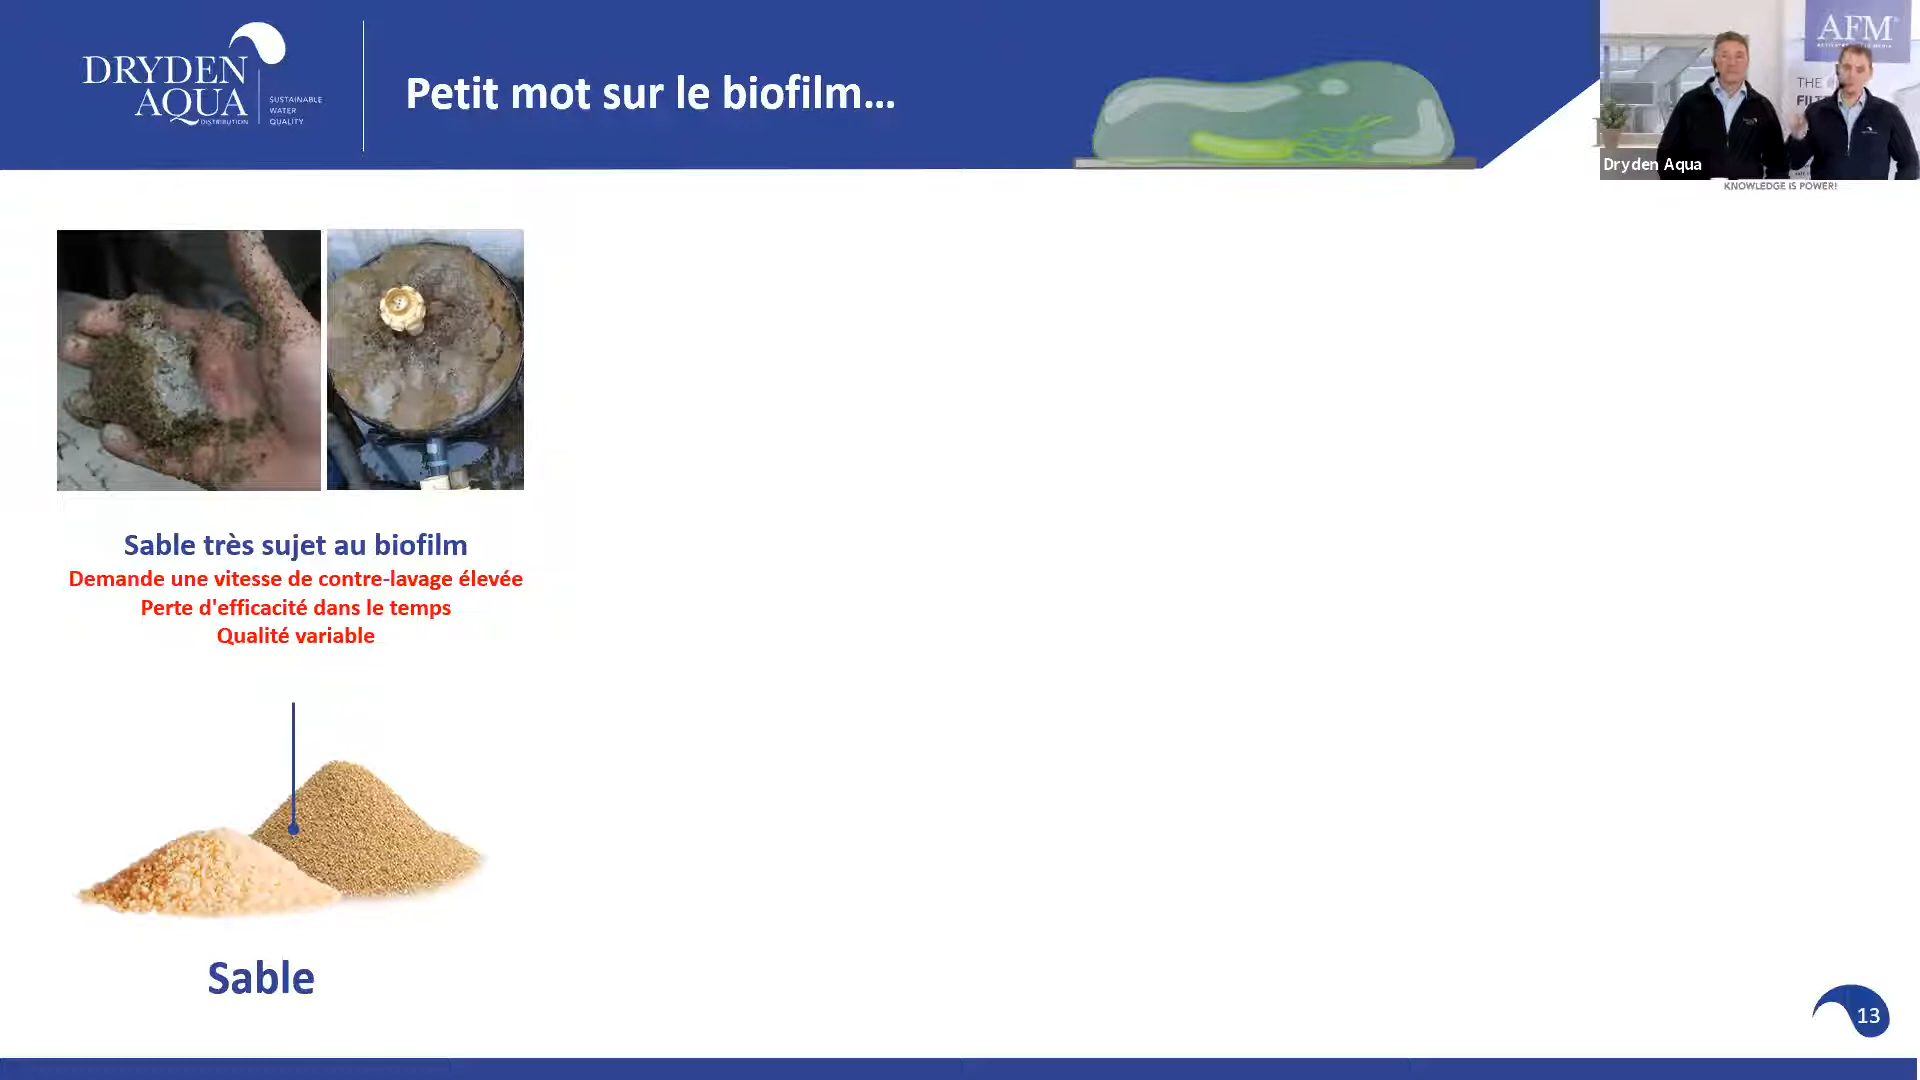 DRYDEN
AQUA
DISTRIBUTION
SUSTAINABLE
WATER
QUALITY
Petit mot sur le biofilm...
AFM
THE
FIL
Dryden Aqua
KNOWLEDGE IS POWER!
Sable très sujet au biofilm
Demande une vitesse de contre-lavage élevée
Perte d'efficacité dans le temps
Qualité variable
Sable
13